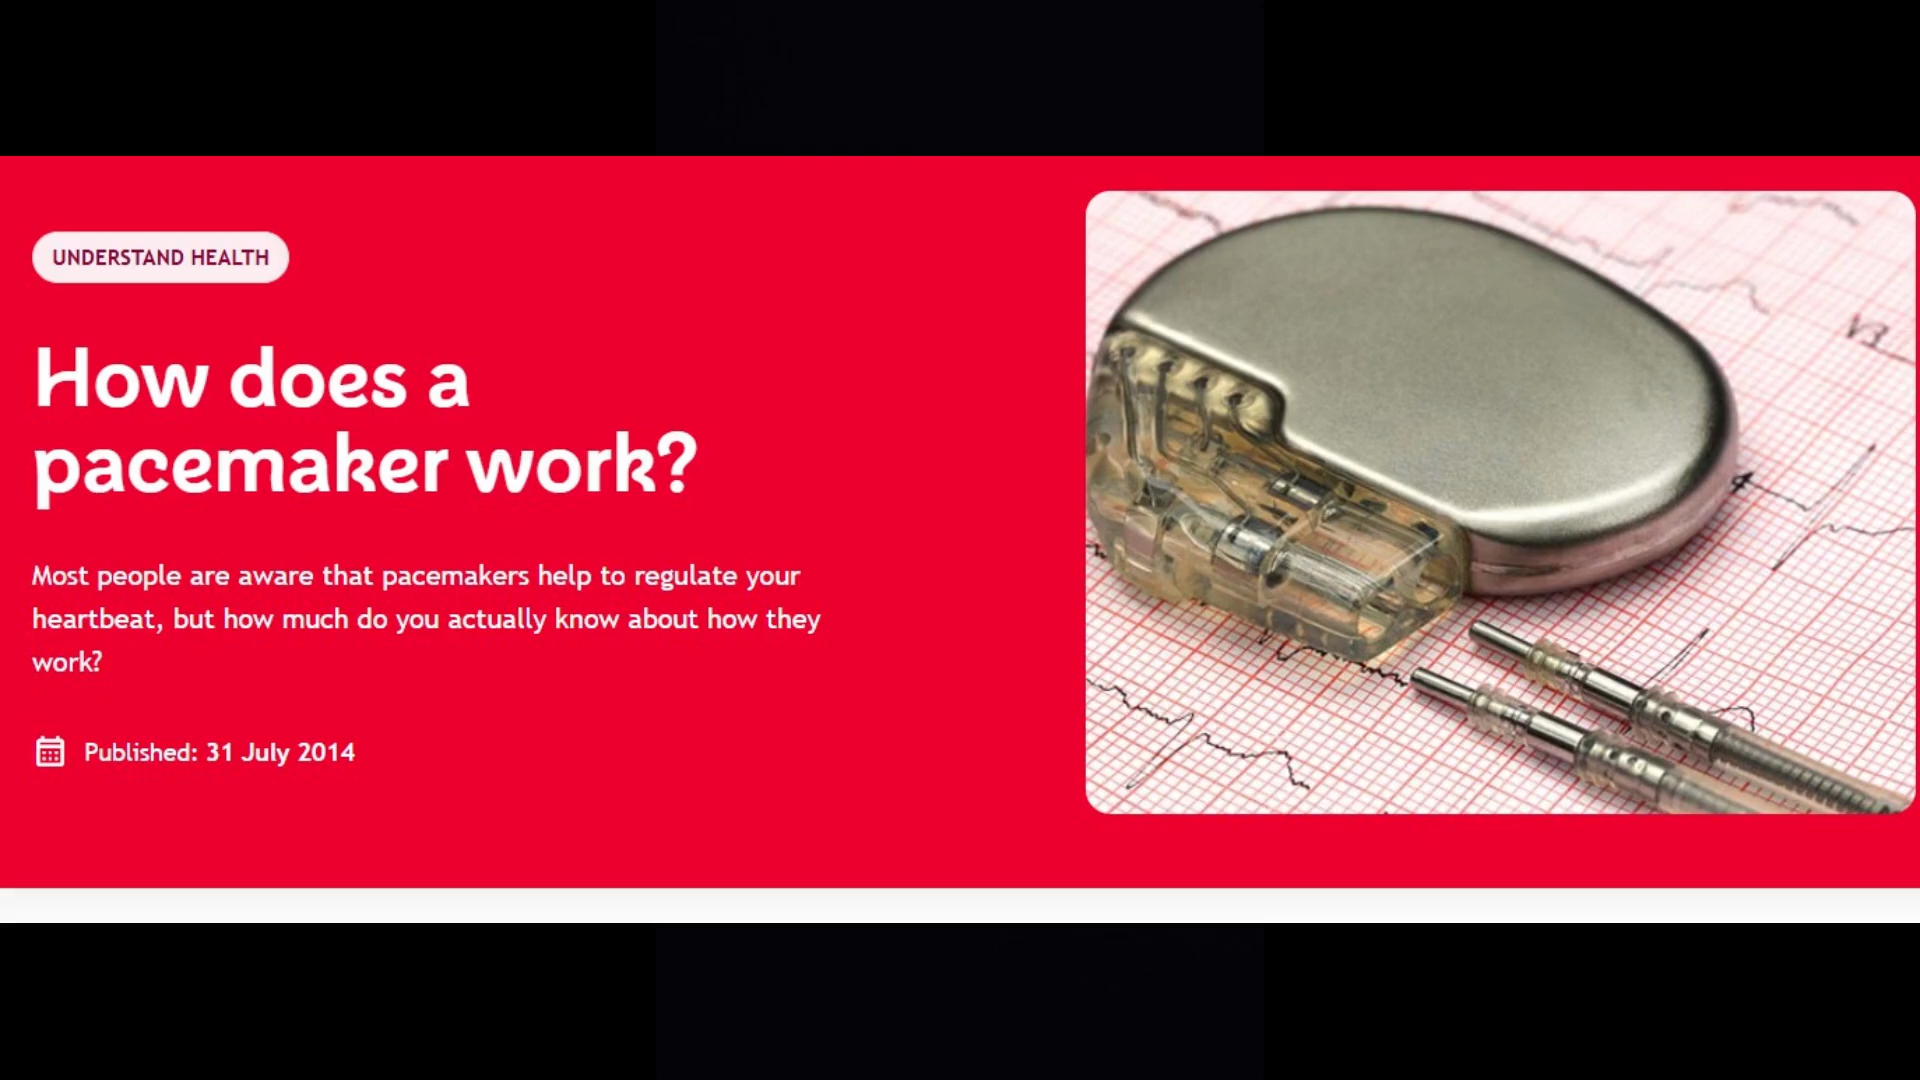 UNDERSTAND HEALTH
How does a
pacemaker work?
Most people are aware that pacemakers help to regulate your
heartbeat, but how much do you actually know about how they
work?
Published: 31 July 2014
V3